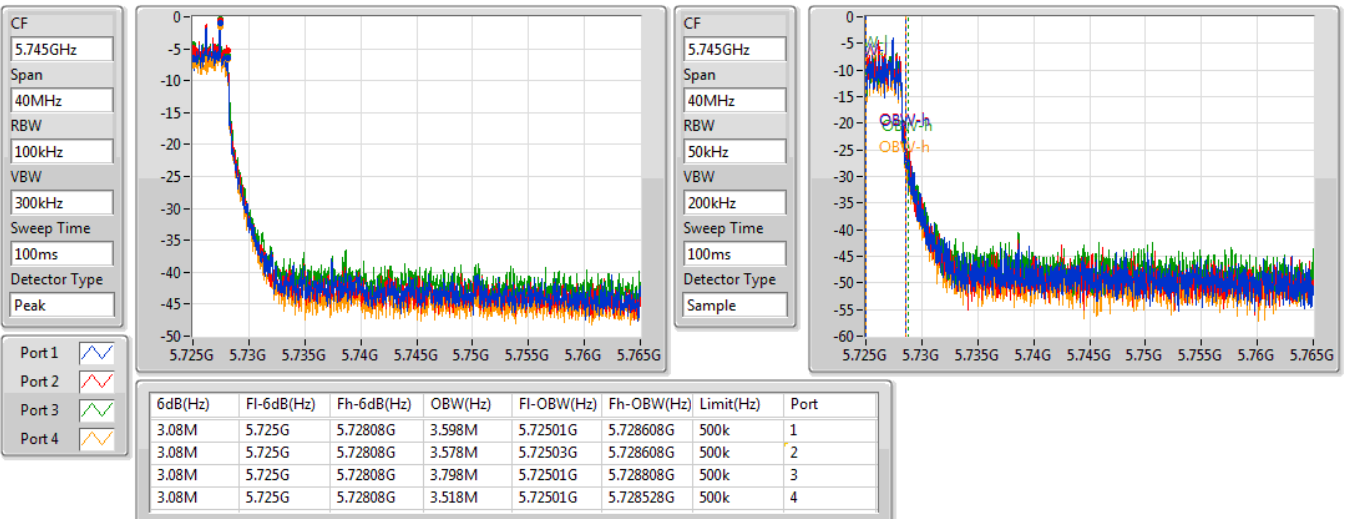 CF
5.745GHz
Span
40MHz
RBW
100kHz
VBW
300kHz
Sweep Time
100ms
Detector Type
Peak
0
-5
-10
-15
-20
-25
-30
-35
-40
-45
-50
5.725G 5.73G 5.735G 5.74G 5.745G 5.75G 5.755G 5.76G 5.765G
CF
5.745GHz
Span
40MHz
RBW
50kHz
VBW
200kHz
Sweep Time
100ms
Detector Type
Sample
0
-5
-10
-15
-20
-25
-30
-35
-40
-45
-50
-55
-60
OBW-h
OBW-h
5.725G 5.73G 5.735G 5.74G 5.745G 5.75G 5.755G 5.76G 5.765G
Port 1
Port 2
Port 3
Port 4
6dB(Hz) Fl-6dB(Hz) Fh-6dB(Hz) OBW(Hz) Fl-OBW(Hz) Fh-OBW(Hz) Limit(Hz) Port
3.08M 5.725G 5.72808G 3.598M 5.72501G 5.728608G 500k 1
3.08M 5.725G 5.72808G 3.578M 5.72503G 5.728608G 500k 2
3.08M 5.725G 5.72808G 3.798M 5.72501G 5.728808G 500k 3
3.08M 5.725G 5.72808G 3.518M 5.72501G 5.728528G 500k 4